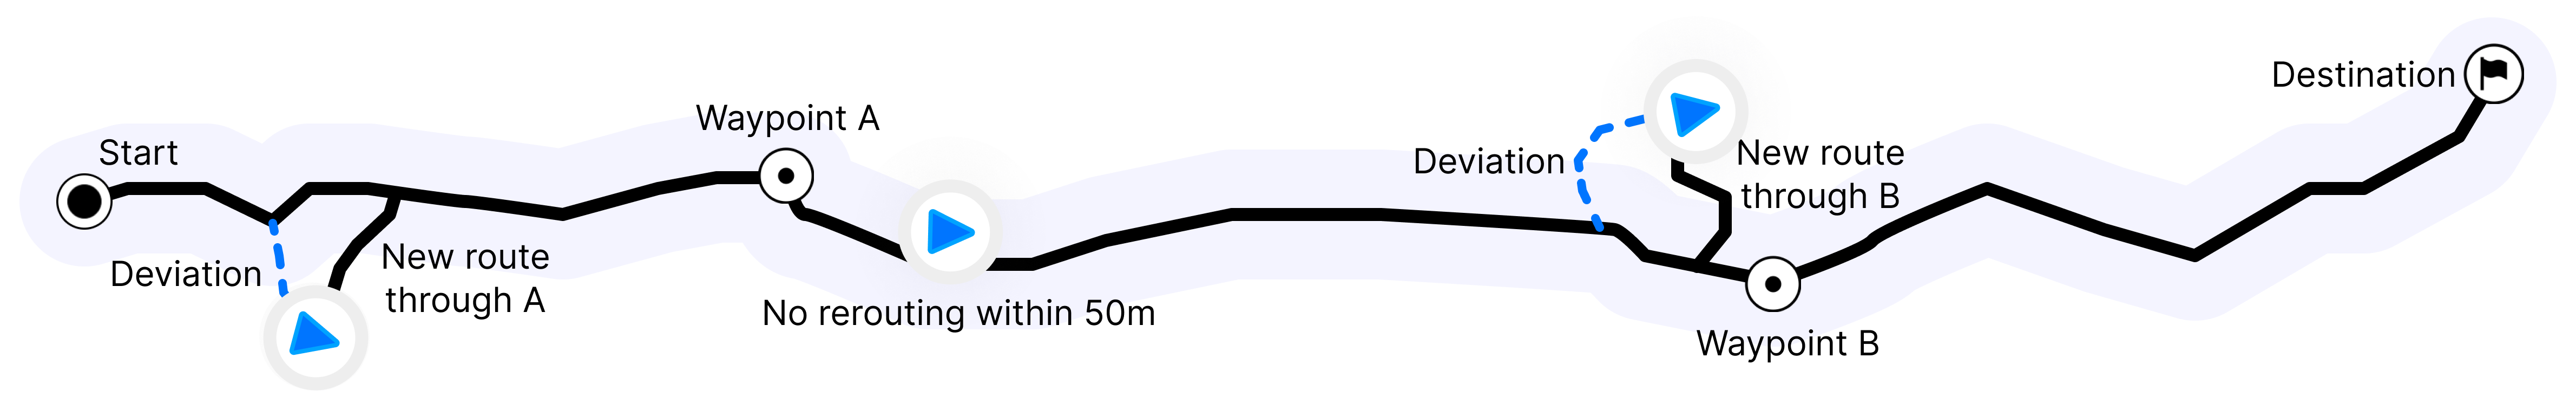 Start
Deviation
New route
through A
Waypoint A
No rerouting within 50m
Deviation
New route
through B
Waypoint B
Destination